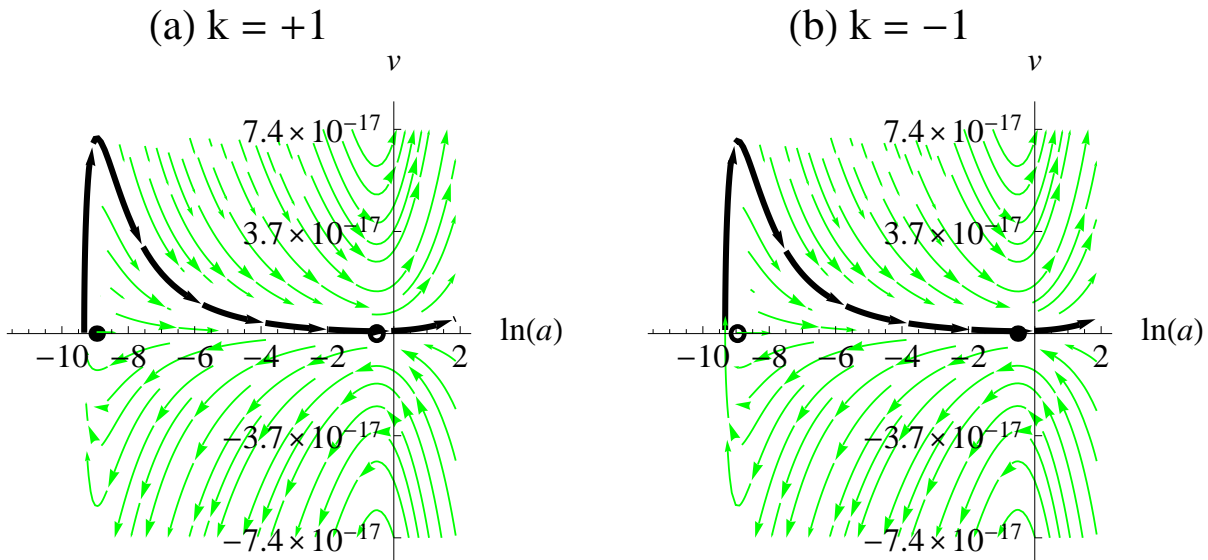 (a) k = +1
(b) k = −1
v
v
7.4 × 10⁻¹⁷
7.4 × 10⁻¹⁷
3.7 × 10⁻¹⁷
3.7 × 10⁻¹⁷
ln(a)
ln(a)
−10 −8 −6 −4 −2 2
−10 −8 −6 −4 −2 2
−3.7 × 10⁻¹⁷
−3.7 × 10⁻¹⁷
−7.4 × 10⁻¹⁷
−7.4 × 10⁻¹⁷